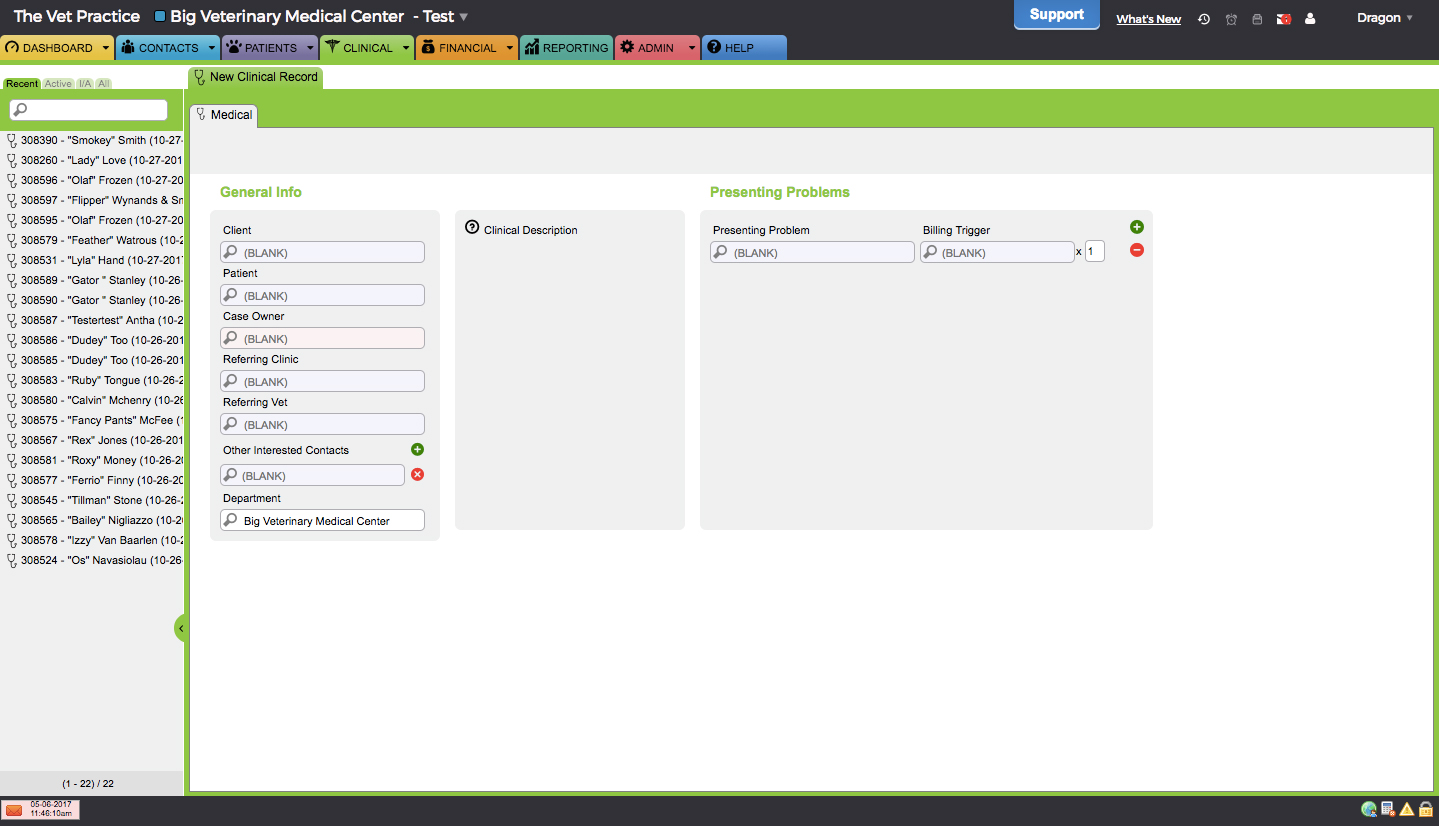 The Vet Practice Big Veterinary Medical Center - Test
Support What's New Dragon
DASHBOARD CONTACTS PATIENTS CLINICAL FINANCIAL REPORTING ADMIN HELP
Recent Active I/A All
New Clinical Record
Medical
308390 - "Smokey" Smith (10-27-
308260 - "Lady" Love (10-27-201
308596 - "Olaf" Frozen (10-27-20
308597 - "Flipper" Wynands & Sm
308595 - "Olaf" Frozen (10-27-20
308579 - "Feather" Watrous (10-2
308531 - "Lyla" Hand (10-27-2017
308589 - "Gator " Stanley (10-26-
308590 - "Gator " Stanley (10-26-
308587 - "Testertest" Antha (10-2
308586 - "Dudey" Too (10-26-201
308585 - "Dudey" Too (10-26-201
308583 - "Ruby" Tongue (10-26-2
308580 - "Calvin" Mchenry (10-26
308575 - "Fancy Pants" McFee (1
308567 - "Rex" Jones (10-26-201
308581 - "Roxy" Money (10-26-20
308577 - "Ferrio" Finny (10-26-20
308545 - "Tillman" Stone (10-26-2
308565 - "Bailey" Nigliazzo (10-26
308578 - "Izzy" Van Baarlen (10-2
308524 - "Os" Navasiolau (10-26-
(1 - 22) / 22
General Info
Client
(BLANK)
Patient
(BLANK)
Case Owner
(BLANK)
Referring Clinic
(BLANK)
Referring Vet
(BLANK)
Other Interested Contacts
(BLANK)
Department
Big Veterinary Medical Center
Clinical Description
Presenting Problems
Presenting Problem Billing Trigger
(BLANK) (BLANK) x 1
05-06-2017
11:46:10am